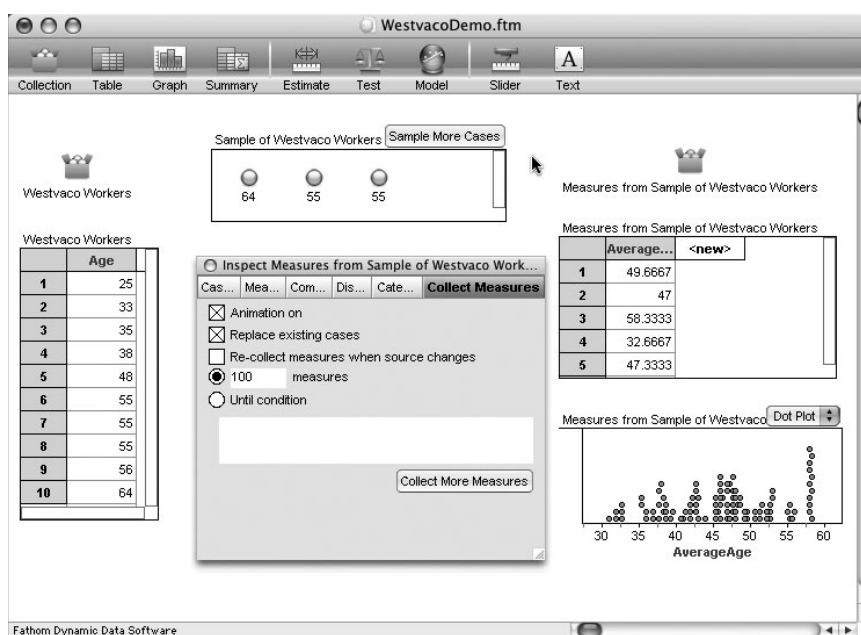 WestvacoDemo.ftm
Collection Table Graph Summary Estimate Test Model Slider Text
A
Sample of Westvaco Workers Sample More Cases
64 55 55
Westvaco Workers
Westvaco Workers
Age
1 25
2 33
3 35
4 38
5 48
6 55
7 55
8 55
9 56
10 64
Inspect Measures from Sample of Westvaco Work...
Cas... Mea... Com... Dis... Cate... Collect Measures
Animation on
Replace existing cases
Re-collect measures when source changes
100 measures
Until condition
Collect More Measures
Measures from Sample of Westvaco Workers
Measures from Sample of Westvaco Workers
Average... <new>
1 49.6667
2 47
3 58.3333
4 32.6667
5 47.3333
Measures from Sample of Westvaco Dot Plot
30 35 40 45 50 55 60
AverageAge
Fathom Dynamic Data Software